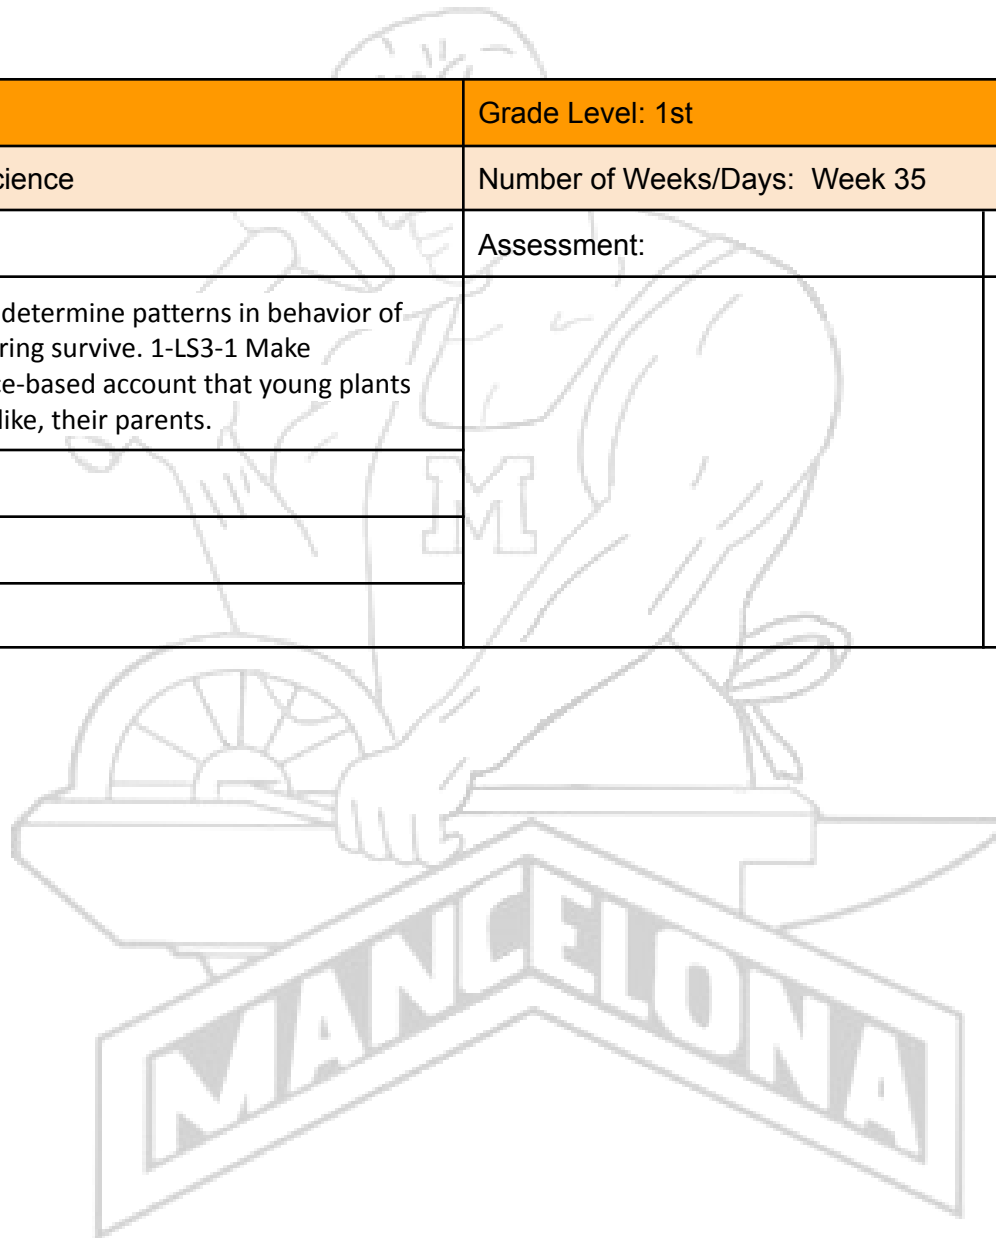 Grade Level: 1st
cience
Number of Weeks/Days: Week 35
Assessment:
determine patterns in behavior of
ring survive. 1-LS3-1 Make
ce-based account that young plants
like, their parents.
M
MANCELONA